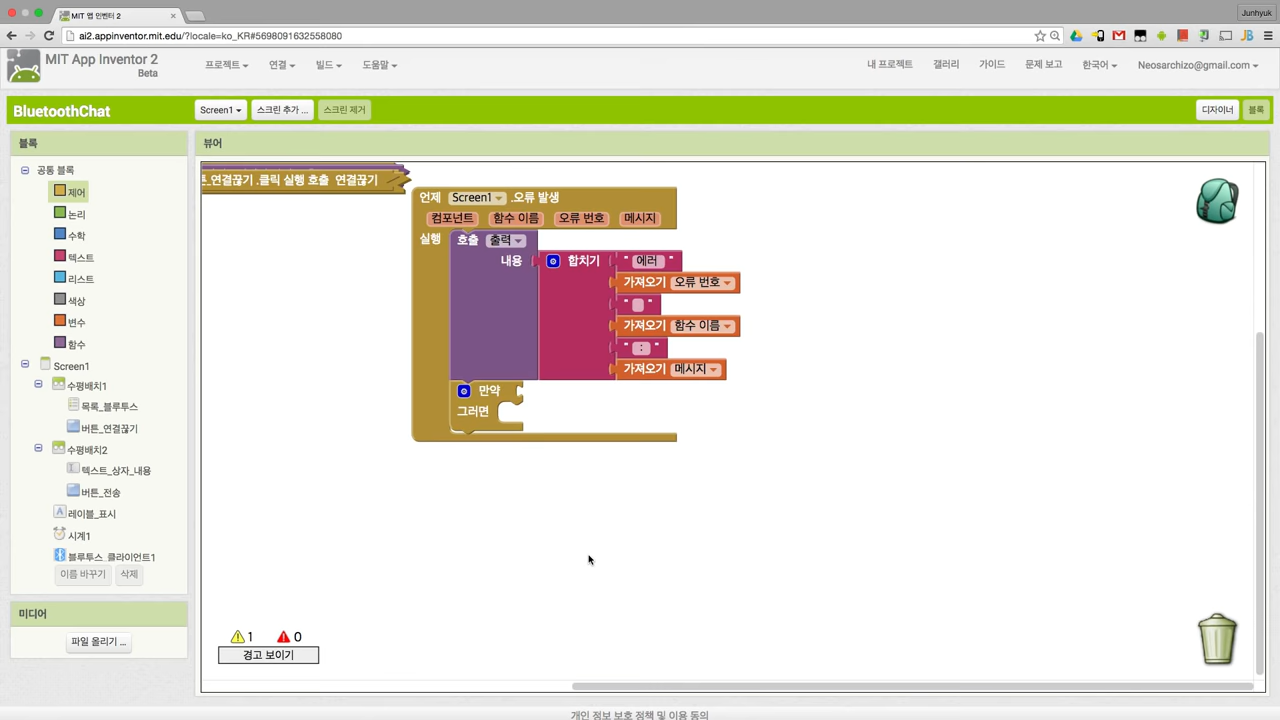 MIT 앱 인벤터 2
Junhyuk
ai2.appinventor.mit.edu/?locale=ko_KR#5698091632558080
MIT App Inventor 2
Beta
프로젝트 연결 빌드 도움말
내 프로젝트 갤러리 가이드 문제 보고 한국어 Neosarchizo@gmail.com
BluetoothChat
Screen1 스크린 추가 ... 스크린 제거
디자이너 블록
블록
뷰어
공통 블록
제어
논리
수학
텍스트
리스트
색상
변수
함수
Screen1
수평배치1
목록_블루투스
버튼_연결끊기
수평배치2
텍스트_상자_내용
버튼_전송
레이블_표시
시계1
블루투스_클라이언트1
이름 바꾸기 삭제
미디어
파일 올리기 ...
튼_연결끊기 .클릭 실행 호출 연결끊기
언제 Screen1 .오류 발생
컴포넌트 함수 이름 오류 번호 메시지
실행 호출 출력
내용 합치기 " 에러 "
가져오기 오류 번호
" "
가져오기 함수 이름
" : "
가져오기 메시지
만약
그러면
1 0
경고 보이기
개인 정보 보호 정책 및 이용 동의